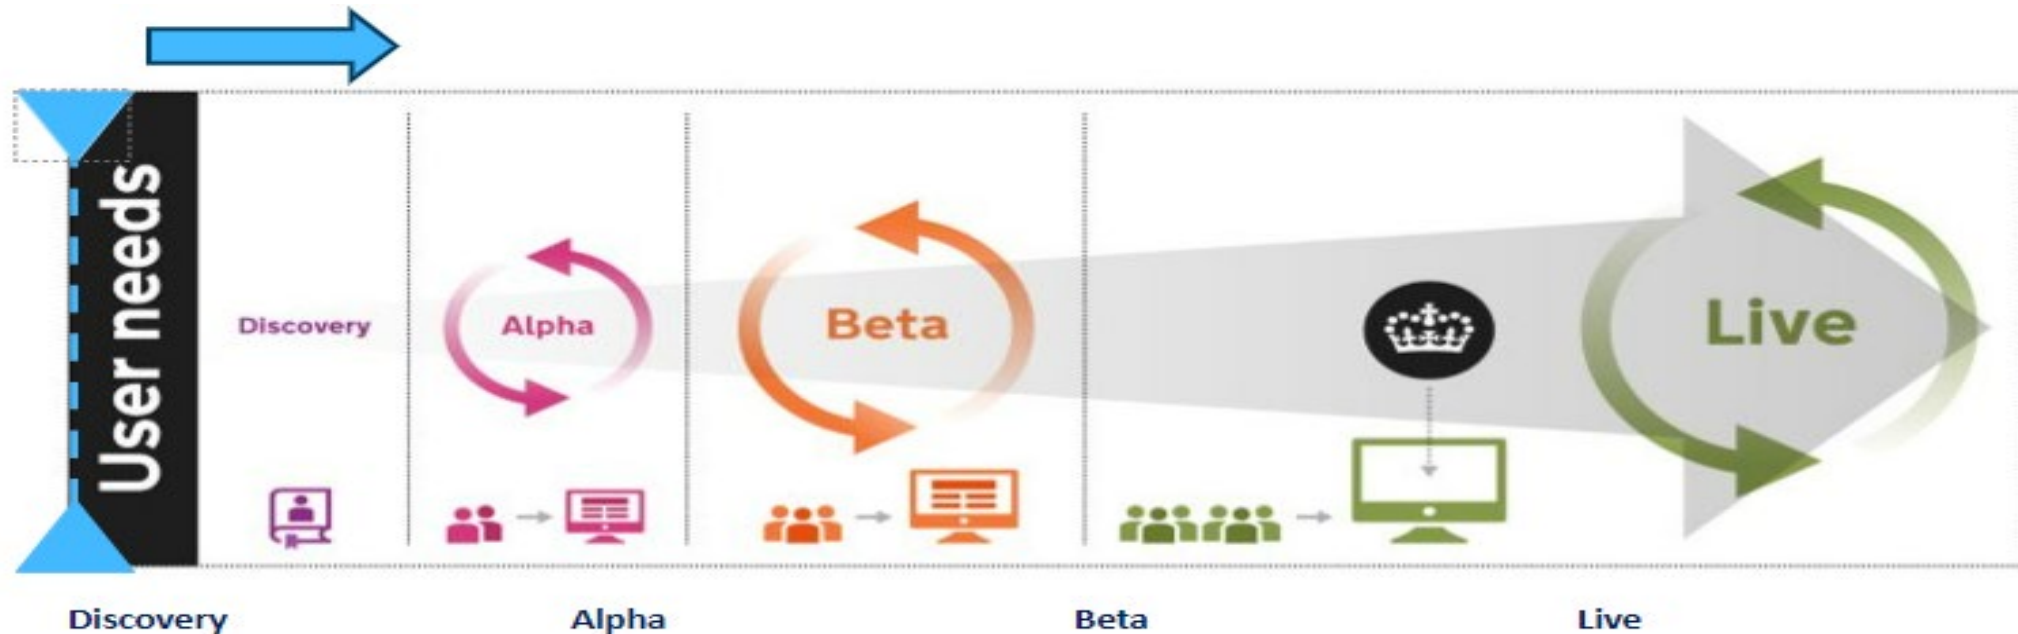 User needs
Discovery
Alpha
Beta
Live
Discovery
Alpha
Beta
Live